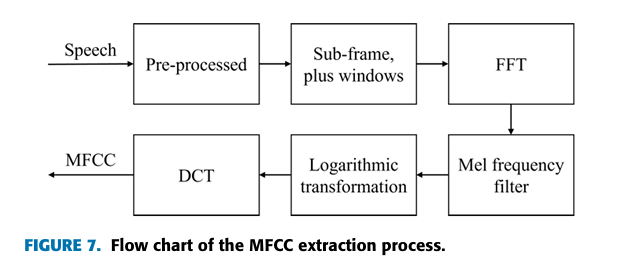 Speech
Pre-processed
Sub-frame,
plus windows
FFT
MFCC
DCT
Logarithmic
transformation
Mel frequency
filter
FIGURE 7. Flow chart of the MFCC extraction process.